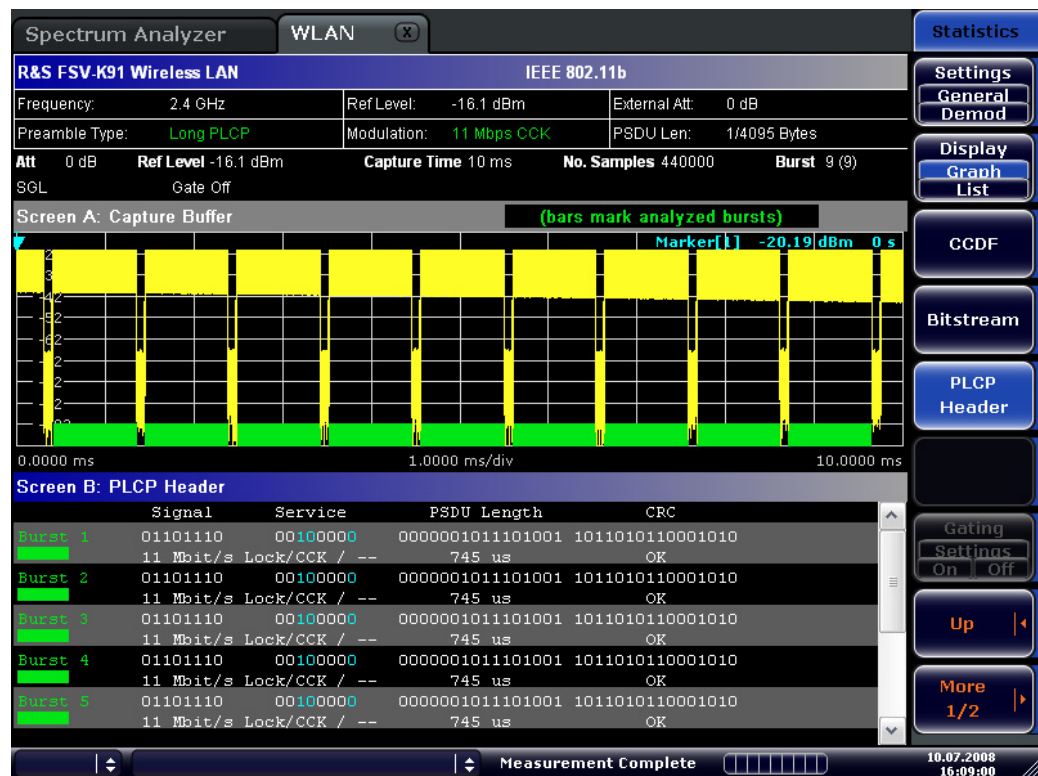 Spectrum Analyzer WLAN X
R&S FSV-K91 Wireless LAN IEEE 802.11b
Frequency: 2.4 GHz Ref Level: -16.1 dBm External Att: 0 dB
Preamble Type: Long PLCP Modulation: 11 Mbps CCK PSDU Len: 1/4095 Bytes
Att 0 dB Ref Level -16.1 dBm Capture Time 10 ms No. Samples 440000 Burst 9 (9)
SGL Gate Off
Screen A: Capture Buffer (bars mark analyzed bursts)
Marker[1] -20.19 dBm 0 s
-42
-52
-62
0.0000 ms 1.0000 ms/div 10.0000 ms
Screen B: PLCP Header
Signal Service PSDU Length CRC
Burst 1 01101110 00100000 0000001011101001 1011010110001010
11 Mbit/s Lock/CCK / -- 745 us OK
Burst 2 01101110 00100000 0000001011101001 1011010110001010
11 Mbit/s Lock/CCK / -- 745 us OK
Burst 3 01101110 00100000 0000001011101001 1011010110001010
11 Mbit/s Lock/CCK / -- 745 us OK
Burst 4 01101110 00100000 0000001011101001 1011010110001010
11 Mbit/s Lock/CCK / -- 745 us OK
Burst 5 01101110 00100000 0000001011101001 1011010110001010
11 Mbit/s Lock/CCK / -- 745 us OK
Measurement Complete
Statistics
Settings
General
Demod
Display
Graph
List
CCDF
Bitstream
PLCP
Header
Gating
Settings
On Off
Up
More
1/2
10.07.2008
16:09:00